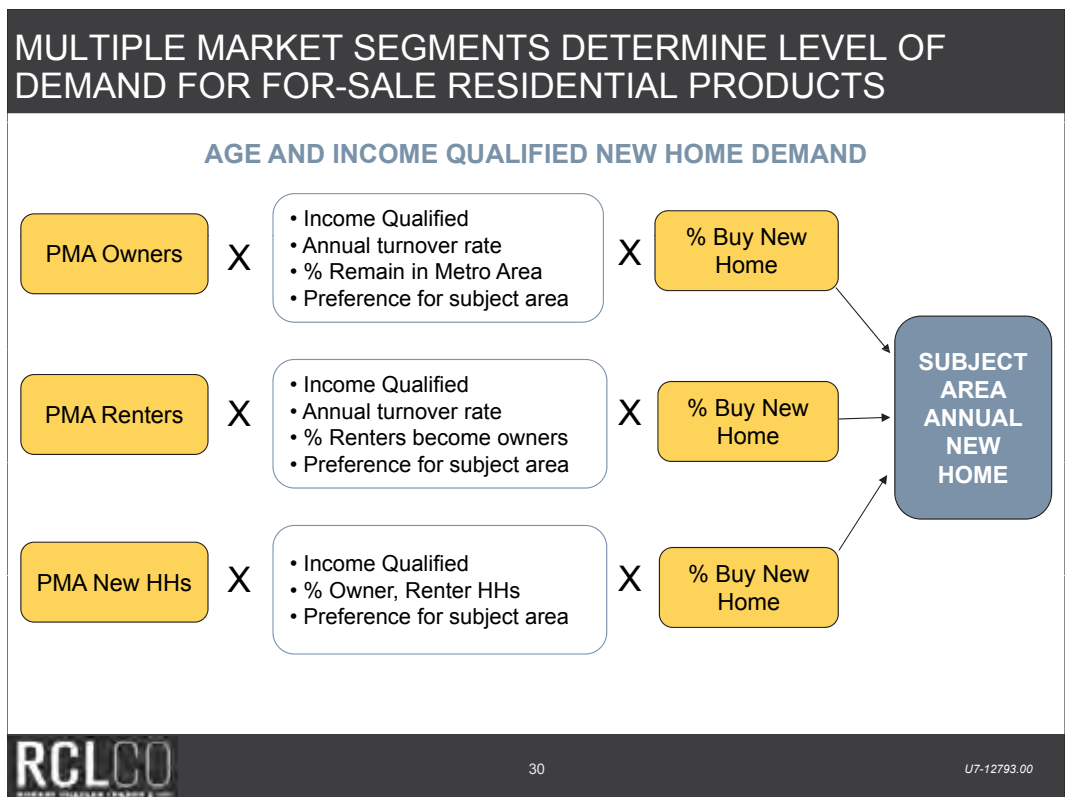 MULTIPLE MARKET SEGMENTS DETERMINE LEVEL OF
DEMAND FOR FOR-SALE RESIDENTIAL PRODUCTS
AGE AND INCOME QUALIFIED NEW HOME DEMAND
PMA Owners
X
• Income Qualified
• Annual turnover rate
• % Remain in Metro Area
• Preference for subject area
X
% Buy New
Home
PMA Renters
X
• Income Qualified
• Annual turnover rate
• % Renters become owners
• Preference for subject area
X
% Buy New
Home
PMA New HHs
X
• Income Qualified
• % Owner, Renter HHs
• Preference for subject area
X
% Buy New
Home
SUBJECT
AREA
ANNUAL
NEW
HOME
RCLCO
30
U7-12793.00